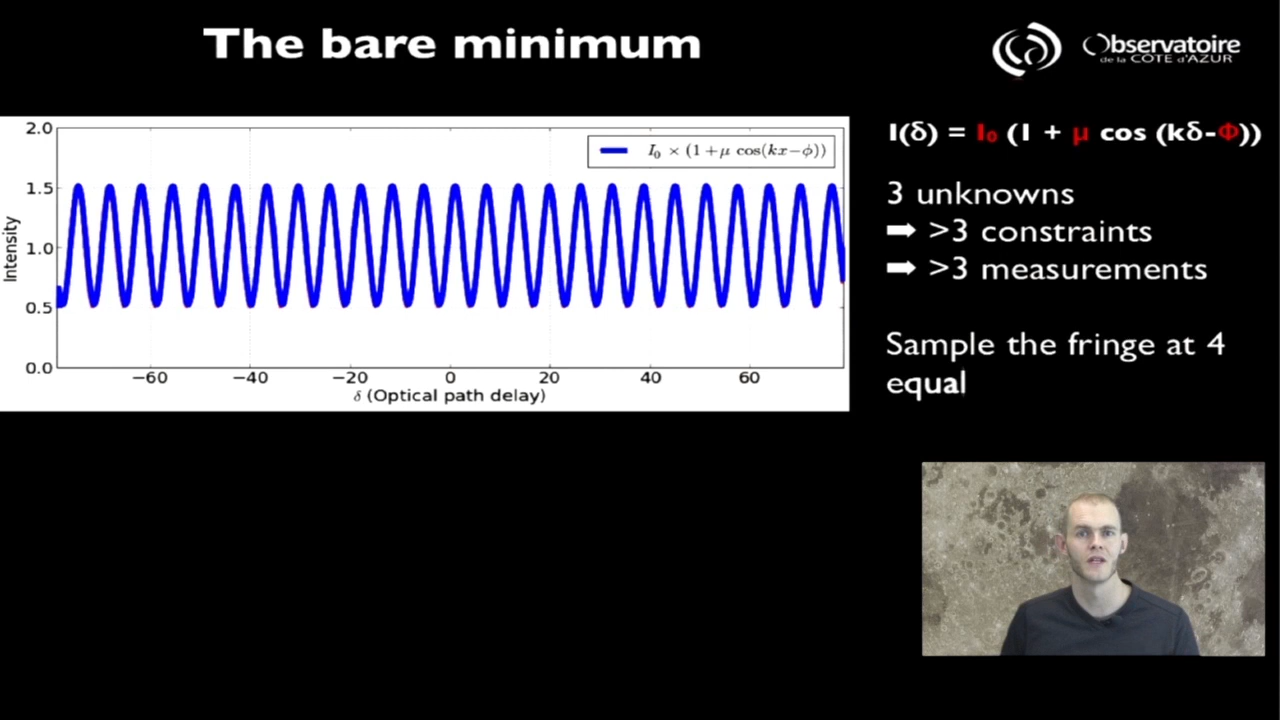 The bare minimum
Observatoire
de la CÔTE d'AZUR
I(δ) = I₀ (1 + μ cos (kδ-Φ))
3 unknowns
➡ >3 constraints
➡ >3 measurements
Sample the fringe at 4
equal
I₀ × (1+μ cos(kx−ϕ))
2.0
1.5
1.0
0.5
0.0
Intensity
−60 −40 −20 0 20 40 60
δ (Optical path delay)